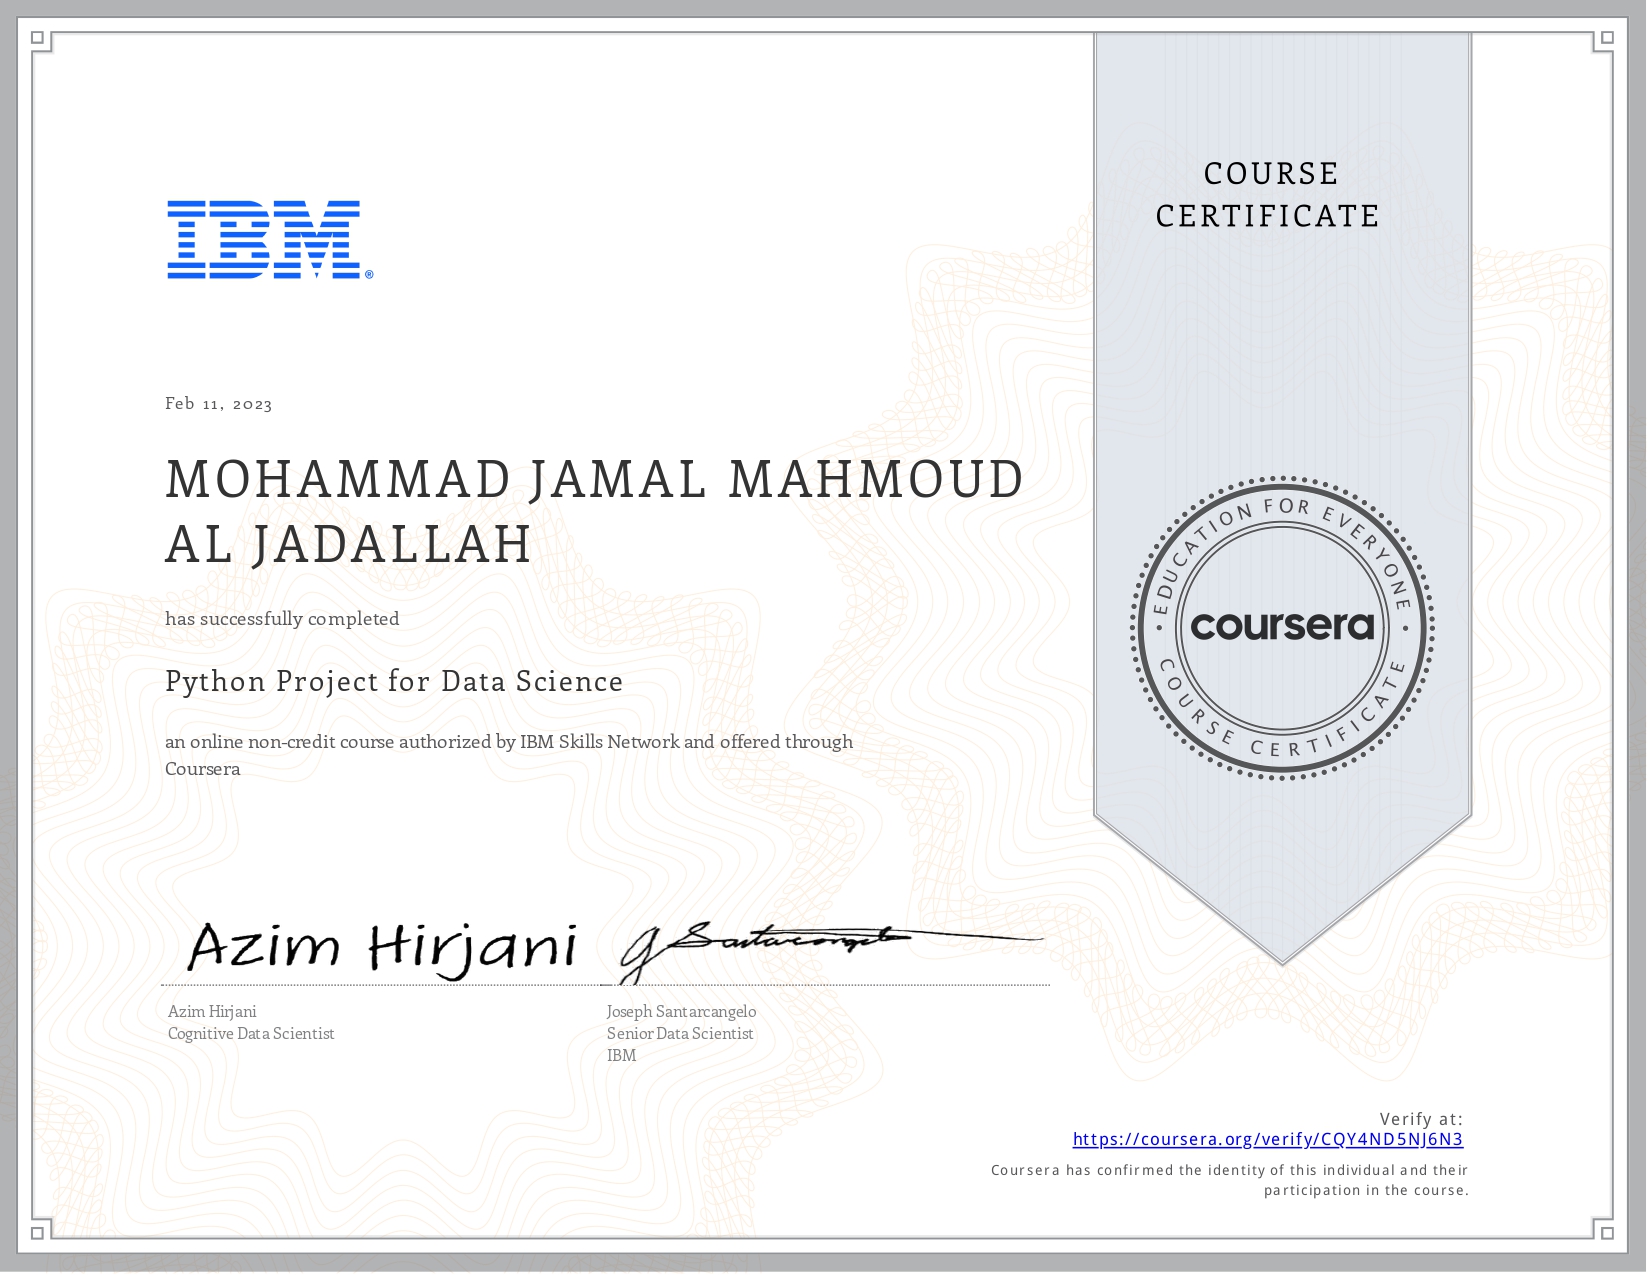 IBM®
COURSE
CERTIFICATE
Feb 11, 2023
MOHAMMAD JAMAL MAHMOUD
AL JADALLAH
has successfully completed
Python Project for Data Science
an online non-credit course authorized by IBM Skills Network and offered through
Coursera
EDUCATION FOR EVERYONE
coursera
COURSE CERTIFICATE
Azim Hirjani
J Santarcangelo
Azim Hirjani
Cognitive Data Scientist
Joseph Santarcangelo
Senior Data Scientist
IBM
Verify at:
https://coursera.org/verify/CQY4ND5NJ6N3
Coursera has confirmed the identity of this individual and their
participation in the course.